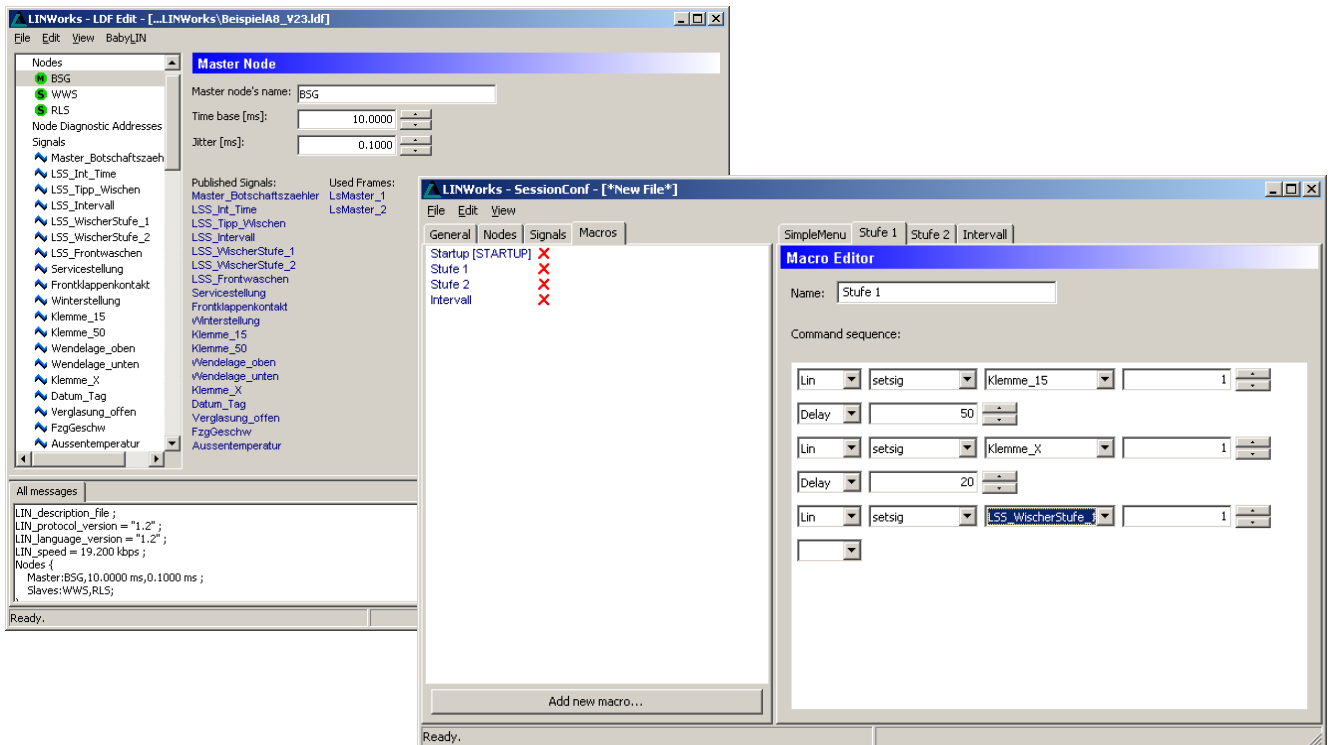 LINWorks - LDF Edit - [...LINWorks\BeispielA8_V23.ldf]
File Edit View BabyLIN
Nodes
M BSG
S WWS
S RLS
Node Diagnostic Addresses
Signals
Master_Botschaftszaeh
LSS_Int_Time
LSS_Tipp_Wischen
LSS_Intervall
LSS_WischerStufe_1
LSS_WischerStufe_2
LSS_Frontwaschen
Servicestellung
Frontklappenkontakt
Winterstellung
Klemme_15
Klemme_50
Wendelage_oben
Wendelage_unten
Klemme_X
Datum_Tag
Verglasung_offen
FzgGeschw
Aussentemperatur
Master Node
Master node's name: BSG
Time base [ms]: 10.0000
Jitter [ms]: 0.1000
Published Signals: Used Frames:
Master_Botschaftszaehler LsMaster_1
LSS_Int_Time LsMaster_2
LSS_Tipp_Wischen
LSS_Intervall
LSS_WischerStufe_1
LSS_WischerStufe_2
LSS_Frontwaschen
Servicestellung
Frontklappenkontakt
Winterstellung
Klemme_15
Klemme_50
Wendelage_oben
Wendelage_unten
Klemme_X
Datum_Tag
Verglasung_offen
FzgGeschw
Aussentemperatur
All messages
LIN_description_file ;
LIN_protocol_version = "1.2" ;
LIN_language_version = "1.2" ;
LIN_speed = 19.200 kbps ;
Nodes {
Master:BSG,10.0000 ms,0.1000 ms ;
Slaves:WWS,RLS;
Ready.
LINWorks - SessionConf - [*New File*]
File Edit View
General Nodes Signals Macros
Startup [STARTUP]
Stufe 1
Stufe 2
Intervall
Add new macro...
SimpleMenu Stufe 1 Stufe 2 Intervall
Macro Editor
Name: Stufe 1
Command sequence:
Lin setsig Klemme_15 1
Delay 50
Lin setsig Klemme_X 1
Delay 20
Lin setsig LSS_WischerStufe_ 1
Ready.